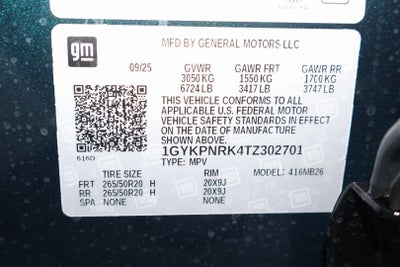 gm
MFD BY GENERAL MOTORS LLC
09/25 GVWR GAWR FRT GAWR RR
3050 KG 1550 KG 1700 KG
6724 LB 3417 LB 3747 LB
THIS VEHICLE CONFORMS TO ALL
APPLICABLE U.S. FEDERAL MOTOR
VEHICLE SAFETY STANDARDS IN EFFECT
ON THE DATE OF MANUFACTURE
SHOWN ABOVE.
1GYKPNRK4TZ302701
616D TYPE: MPV MODEL: 416MB26
TIRE SIZE RIM
FRT 265/50R20 H 20X9J
RR 265/50R20 H 20X9J
SPA NONE NONE